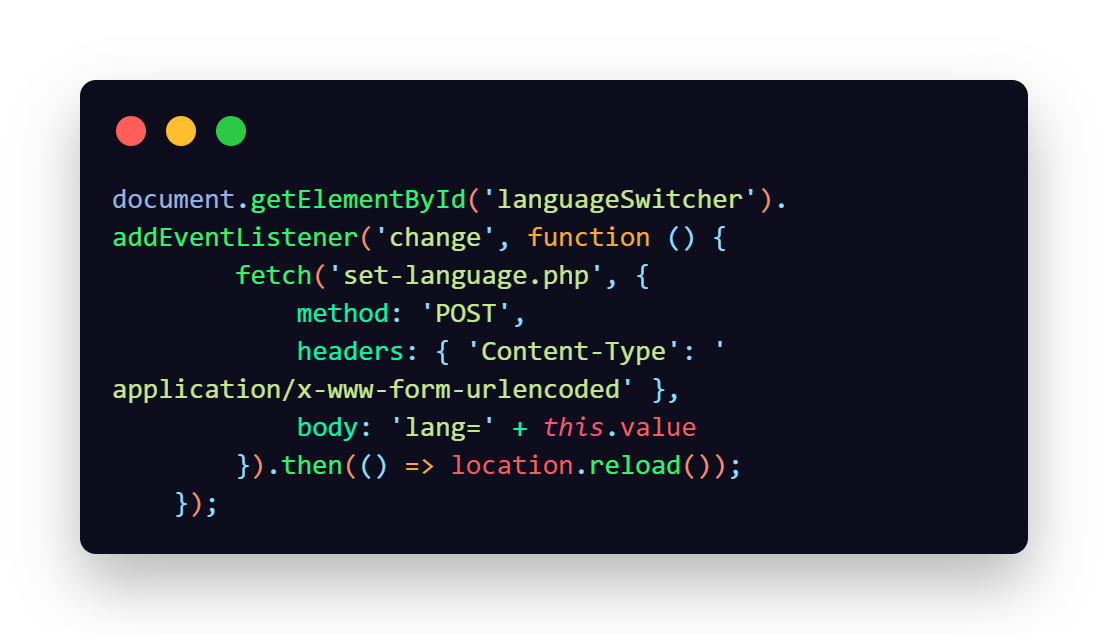 document.getElementById('languageSwitcher').
addEventListener('change', function () {
        fetch('set-language.php', {
            method: 'POST',
            headers: { 'Content-Type': '
application/x-www-form-urlencoded' },
            body: 'lang=' + this.value
        }).then(() => location.reload());
    });